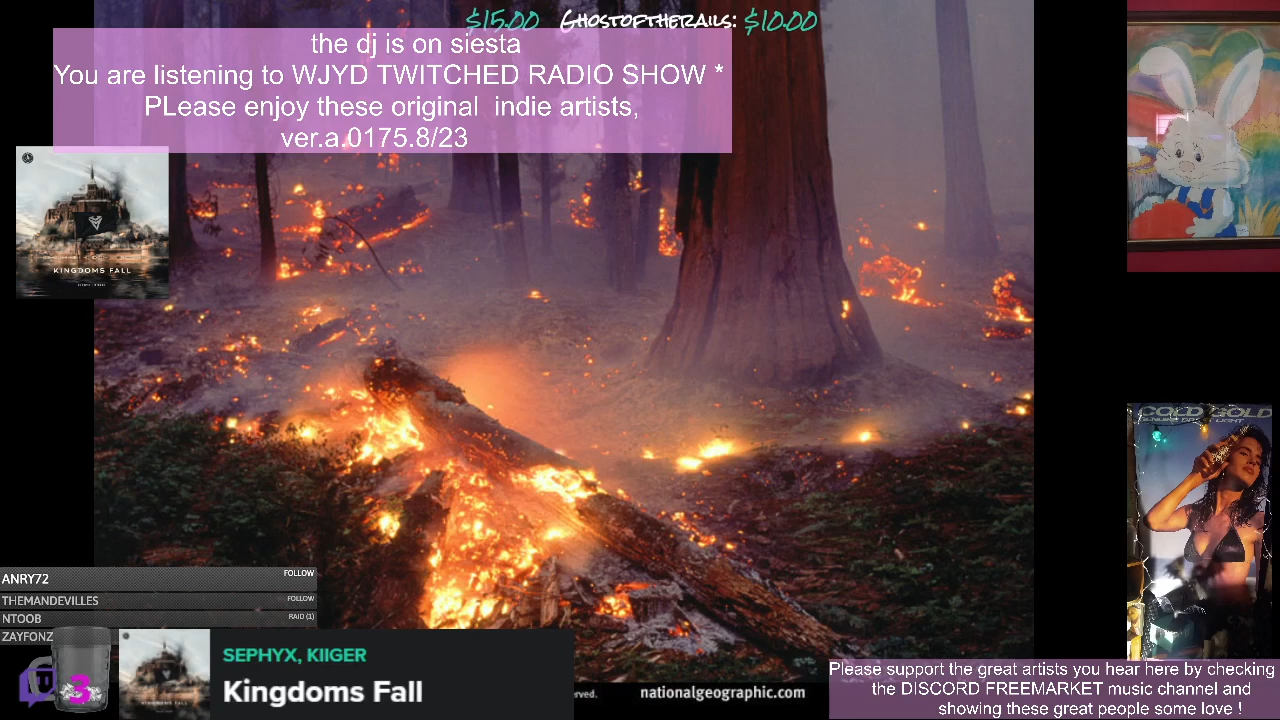 $15.00 Ghostoftherails: $10.00
the dj is on siesta
You are listening to WJYD TWITCHED RADIO SHOW *
PLease enjoy these original indie artists,
ver.a.0175.8/23
KINGDOMS FALL
COLD GOLD
ANRY72 FOLLOW
THEMANDEVILLES FOLLOW
NTOOB RAID (1)
ZAYFONZ
3
SEPHYX, KIIGER
Kingdoms Fall
rved. nationalgeographic.com
Please support the great artists you hear here by checking
the DISCORD FREEMARKET music channel and
showing these great people some love !